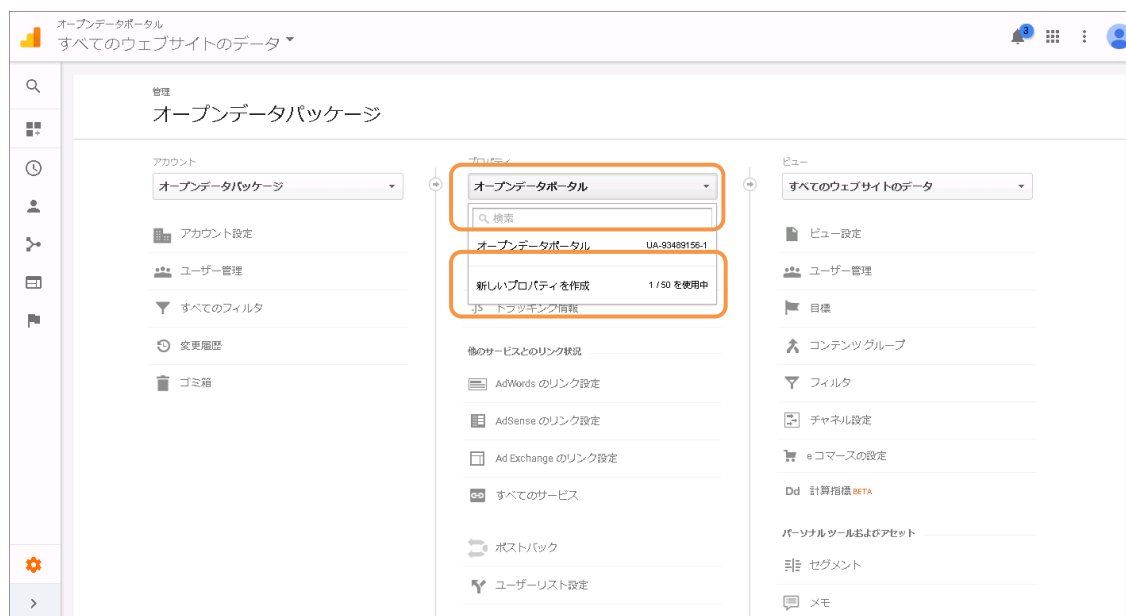 オープンデータポータル
すべてのウェブサイトのデータ
3
管理
オープンデータパッケージ
アカウント
オープンデータパッケージ
アカウント設定
ユーザー管理
すべてのフィルタ
変更履歴
ゴミ箱
プロパティ
オープンデータポータル
検索
オープンデータポータル UA-93489156-1
新しいプロパティを作成 1 / 50 を使用中
.JS トラッキング情報
他のサービスとのリンク状況
AdWords のリンク設定
AdSense のリンク設定
Ad Exchange のリンク設定
すべてのサービス
ポストバック
ユーザーリスト設定
ビュー
すべてのウェブサイトのデータ
ビュー設定
ユーザー管理
目標
コンテンツ グループ
フィルタ
チャネル設定
e コマースの設定
Dd 計算指標 BETA
パーソナル ツールおよびアセット
セグメント
メモ